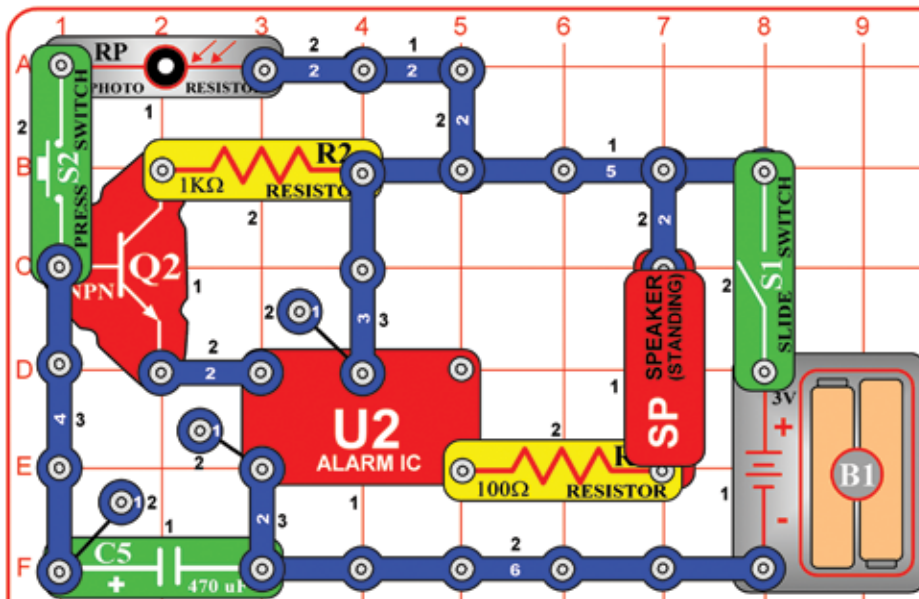 1 2 3 4 5 6 7 8 9
A
RP
PHOTO RESISTOR
2
2
1
2
1
2
2
2
S2
PRESS SWITCH
B
R2
1KΩ
RESISTOR
2
1
5
Q2
NPN
1
C
2
2
S1
SLIDE SWITCH
2
2
1
3
3
D
2
2
U2
ALARM IC
1
SP
SPEAKER
(STANDING)
1
3V
+
-
B1
1
4
3
1
2
E
2
100Ω
RESISTOR
1
2
3
1
2
1
F
C5
+
470 uF
2
6